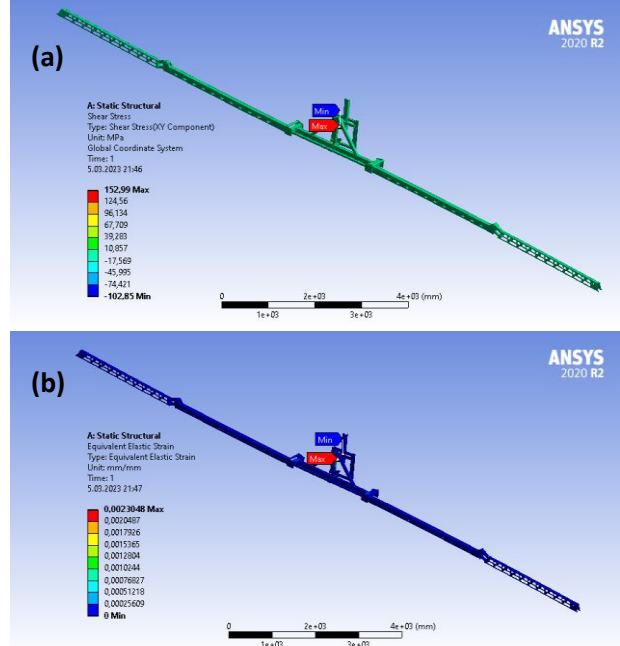 (a)
ANSYS
2020 R2
A: Static Structural
Shear Stress
Type: Shear Stress(XY Component)
Unit: MPa
Global Coordinate System
Time: 1
5.03.2023 21:46
152,99 Max
124,56
96,134
67,709
39,283
10,857
-17,569
-45,995
-74,421
-102,85 Min
Min
Max
0 2e+03 4e+03 (mm)
1e+03 3e+03
(b)
ANSYS
2020 R2
A: Static Structural
Equivalent Elastic Strain
Type: Equivalent Elastic Strain
Unit: mm/mm
Time: 1
5.03.2023 21:47
0,0023048 Max
0,0020487
0,0017926
0,0015365
0,0012804
0,0010244
0,00076827
0,00051218
0,00025609
0 Min
Min
Max
0 2e+03 4e+03 (mm)
1e+03 3e+03